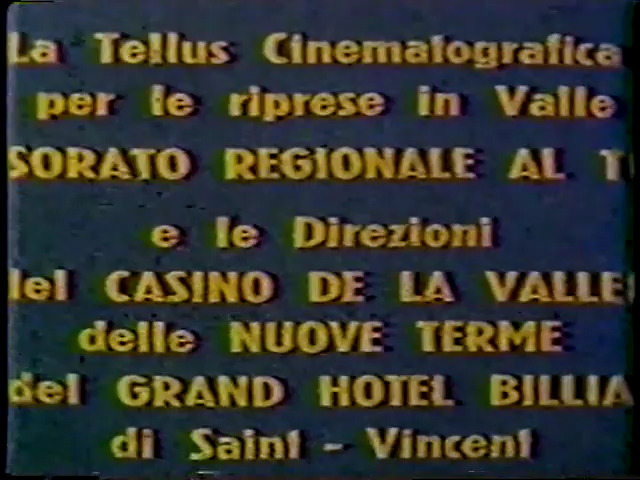 La Tellus Cinematografica
per le riprese in Valle
SORATO REGIONALE AL T
e le Direzioni
del CASINO DE LA VALLE
delle NUOVE TERME
del GRAND HOTEL BILLIA
di Saint - Vincent